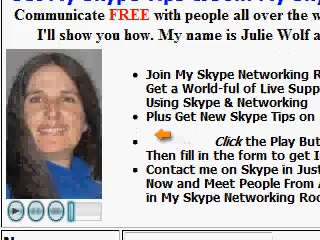 Communicate FREE with people all over the w
I'll show you how. My name is Julie Wolf a
Join My Skype Networking R
Get a World-ful of Live Supp
Using Skype & Networking
Plus Get New Skype Tips on
Click the Play But
Then fill in the form to get I
Contact me on Skype in Just
Now and Meet People From A
in My Skype Networking Roo